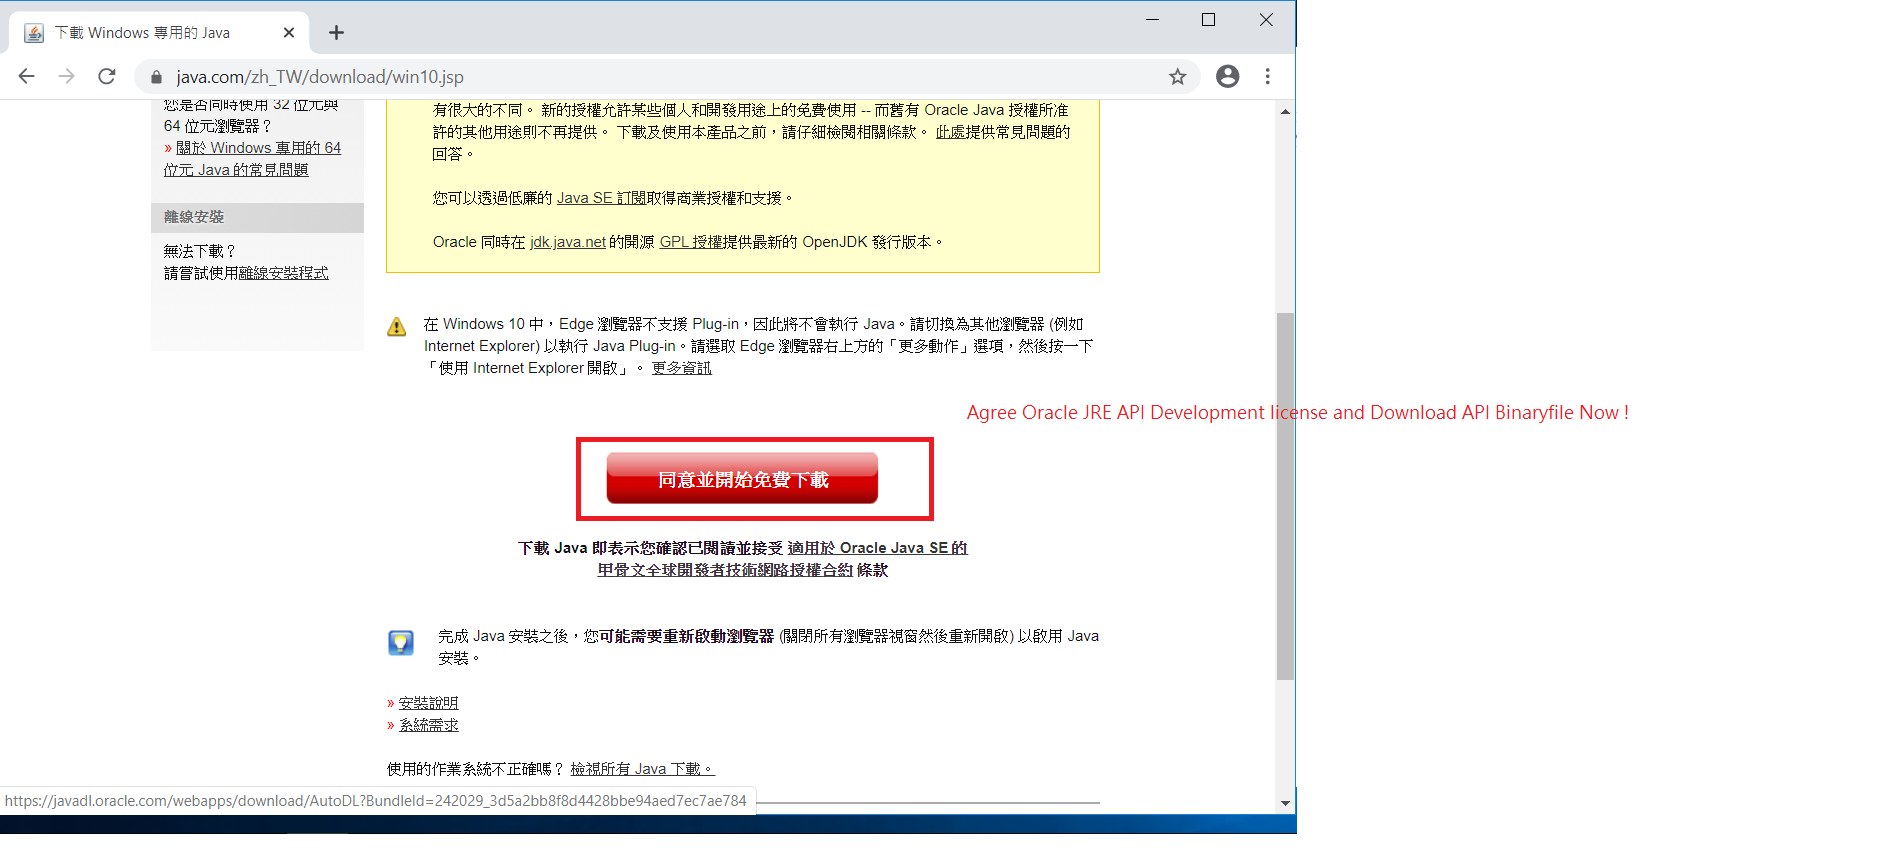 下載 Windows 專用的 Java
java.com/zh_TW/download/win10.jsp
您是否同時使用 32 位元與
64 位元瀏覽器？
» 關於 Windows 專用的 64
位元 Java 的常見問題
離線安裝
無法下載？
請嘗試使用離線安裝程式
有很大的不同。 新的授權允許某些個人和開發用途上的免費使用 -- 而舊有 Oracle Java 授權所准
許的其他用途則不再提供。 下載及使用本產品之前，請仔細檢閱相關條款。 此處提供常見問題的
回答。
您可以透過低廉的 Java SE 訂閱取得商業授權和支援。
Oracle 同時在 jdk.java.net 的開源 GPL 授權提供最新的 OpenJDK 發行版本。
在 Windows 10 中，Edge 瀏覽器不支援 Plug-in，因此將不會執行 Java。請切換為其他瀏覽器 (例如
Internet Explorer) 以執行 Java Plug-in。請選取 Edge 瀏覽器右上方的「更多動作」選項，然後按一下
「使用 Internet Explorer 開啟」。 更多資訊
Agree Oracle JRE API Development license and Download API Binaryfile Now !
同意並開始免費下載
下載 Java 即表示您確認已閱讀並接受 適用於 Oracle Java SE 的
甲骨文全球開發者技術網路授權合約 條款
完成 Java 安裝之後，您可能需要重新啟動瀏覽器 (關閉所有瀏覽器視窗然後重新開啟) 以啟用 Java
安裝。
» 安裝說明
» 系統需求
使用的作業系統不正確嗎？ 檢視所有 Java 下載。
https://javadl.oracle.com/webapps/download/AutoDL?BundleId=242029_3d5a2bb8f8d4428bbe94aed7ec7ae784